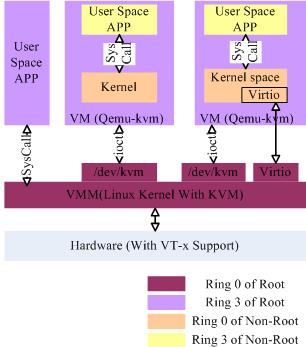 User
Space
APP
User Space
APP
Sys
Call
Kernel
VM (Qemu-kvm)
User Space
APP
Sys
Call
Kernel space
Virtio
VM (Qemu-kvm)
SysCall
ioctl
ioctl
/dev/kvm
/dev/kvm
Virtio
VMM(Linux Kernel With KVM)
Hardware (With VT-x Support)
Ring 0 of Root
Ring 3 of Root
Ring 0 of Non-Root
Ring 3 of Non-Root